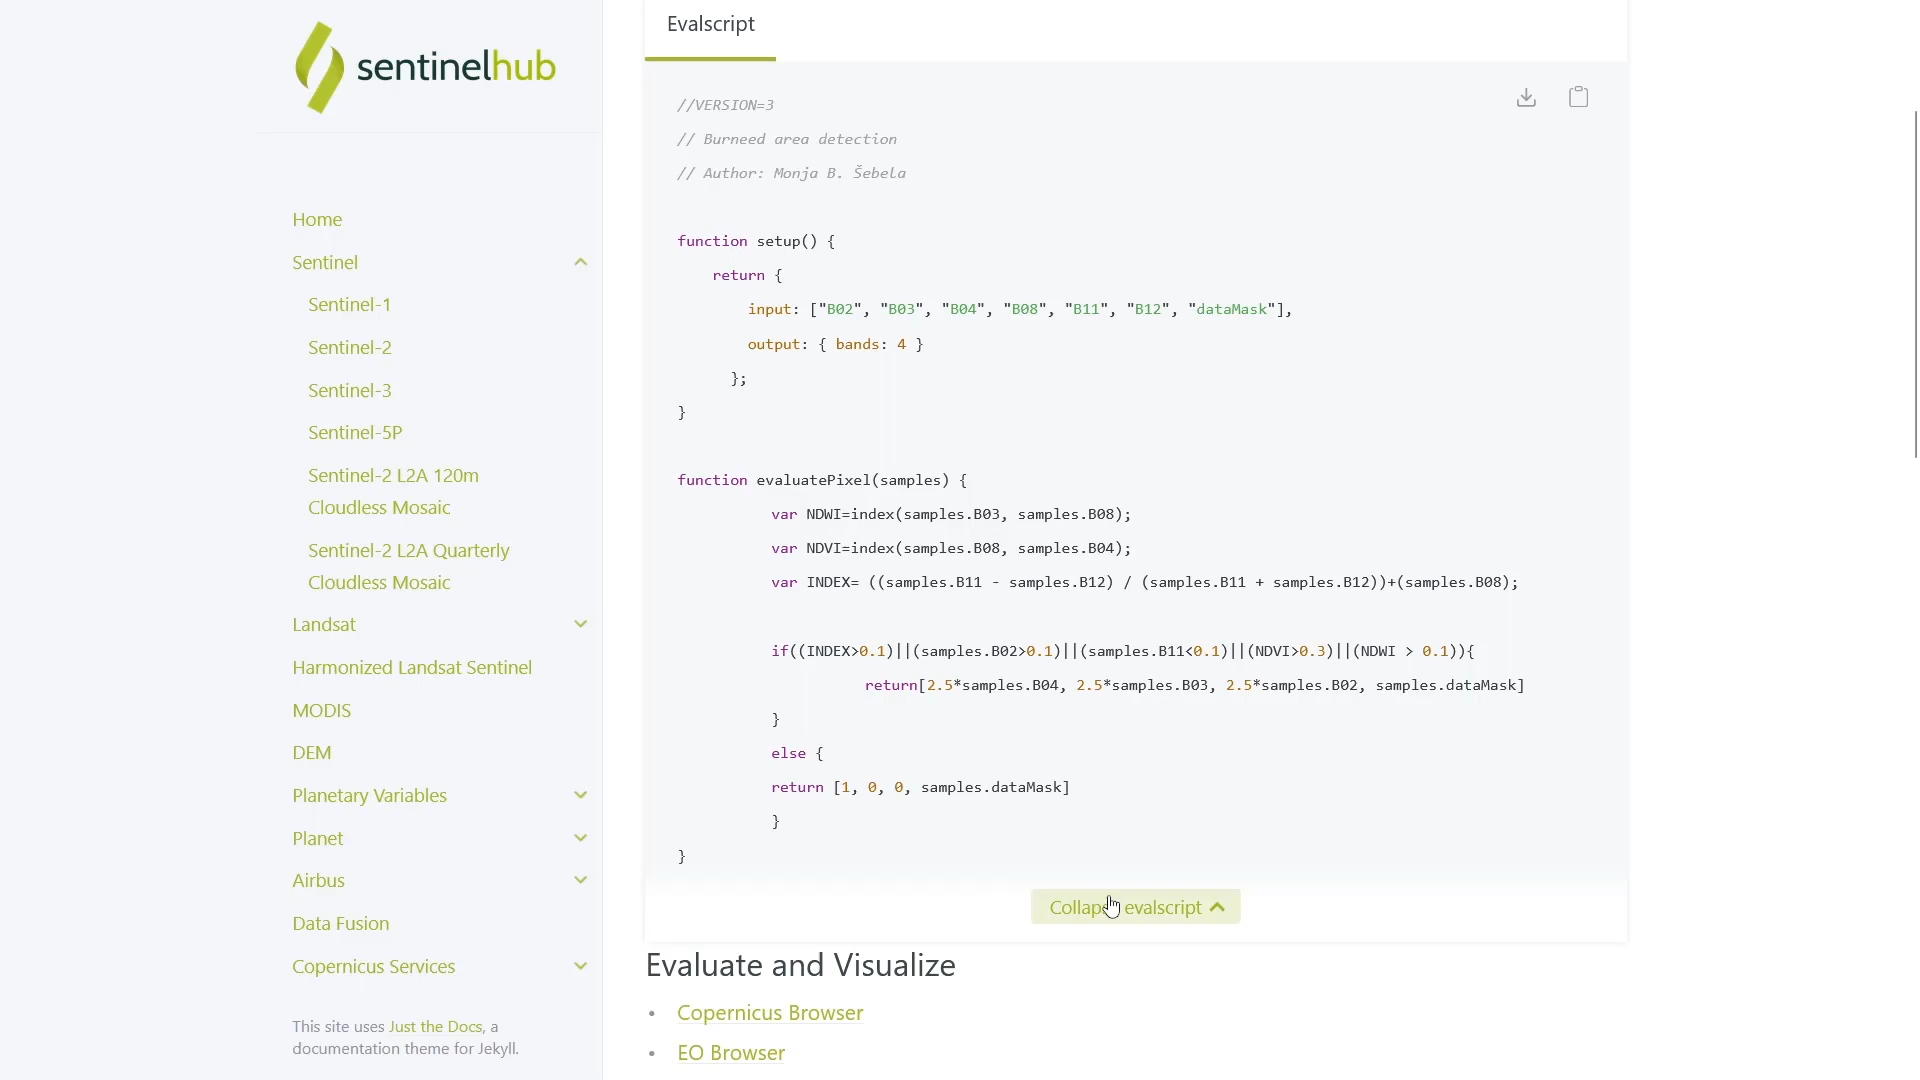 sentinelhub
Home
Sentinel
Sentinel-1
Sentinel-2
Sentinel-3
Sentinel-5P
Sentinel-2 L2A 120m
Cloudless Mosaic
Sentinel-2 L2A Quarterly
Cloudless Mosaic
Landsat
Harmonized Landsat Sentinel
MODIS
DEM
Planetary Variables
Planet
Airbus
Data Fusion
Copernicus Services
This site uses Just the Docs, a
documentation theme for Jekyll.
Evalscript
//VERSION=3
// Burneed area detection
// Author: Monja B. Šebela
function setup() {
return {
input: ["B02", "B03", "B04", "B08", "B11", "B12", "dataMask"],
output: { bands: 4 }
};
}
function evaluatePixel(samples) {
var NDWI=index(samples.B03, samples.B08);
var NDVI=index(samples.B08, samples.B04);
var INDEX= ((samples.B11 - samples.B12) / (samples.B11 + samples.B12))+(samples.B08);
if((INDEX>0.1)||(samples.B02>0.1)||(samples.B11<0.1)||(NDVI>0.3)||(NDWI > 0.1)){
return[2.5*samples.B04, 2.5*samples.B03, 2.5*samples.B02, samples.dataMask]
}
else {
return [1, 0, 0, samples.dataMask]
}
}
Collapse evalscript
Evaluate and Visualize
• Copernicus Browser
• EO Browser